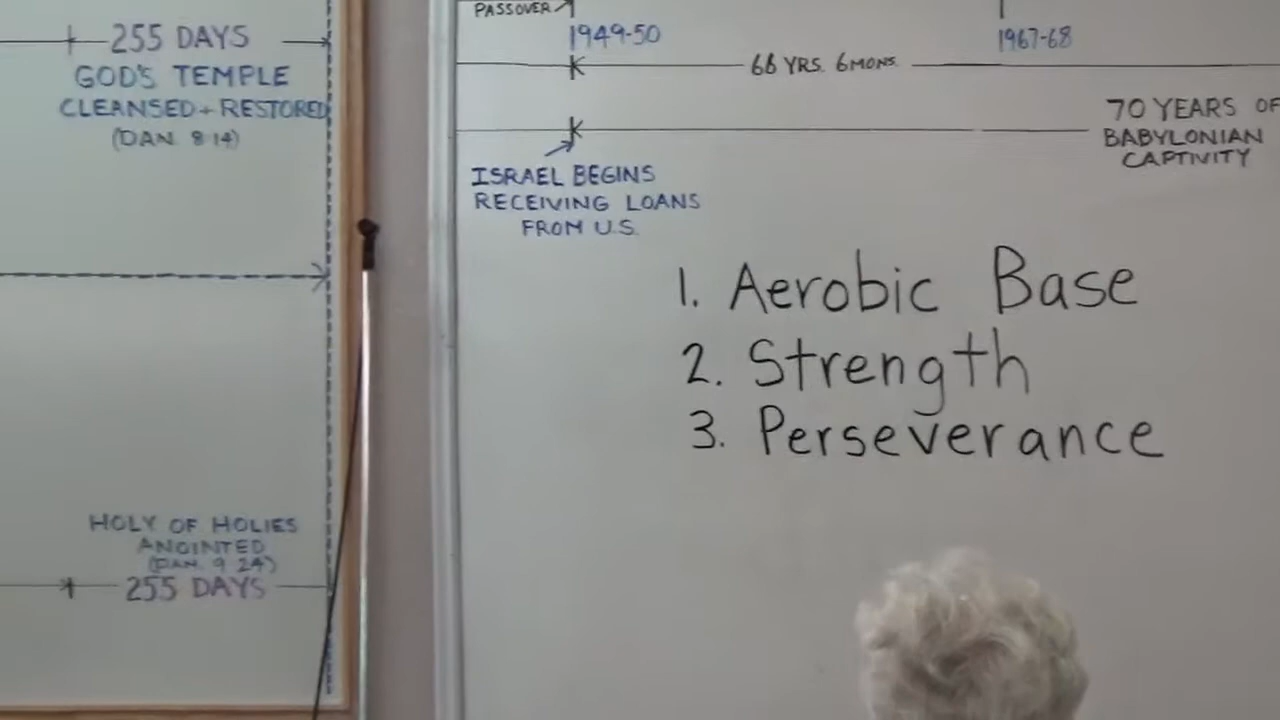 255 DAYS
GOD'S TEMPLE
CLEANSED + RESTORED
(DAN. 8 14)
HOLY OF HOLIES
ANOINTED
(DAN. 9 24)
255 DAYS
PASSOVER
1949-50
1967-68
66 YRS. 6 MONS.
70 YEARS OF
BABYLONIAN
CAPTIVITY
ISRAEL BEGINS
RECEIVING LOANS
FROM U.S.
1. Aerobic Base
2. Strength
3. Perseverance